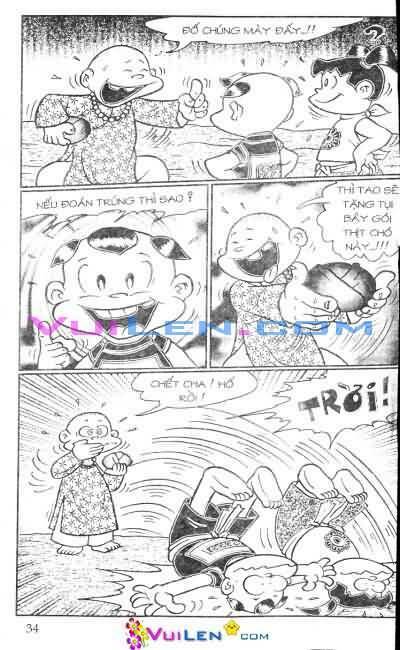 ĐỐ CHÚNG MÀY ĐẤY..!!
?
NẾU ĐOÁN TRÚNG THÌ SAO?
THÌ TAO SẼ
TẶNG TỤI
BÂY GÓI
THỊT CHÓ
NÀY...!!!
VUILEN.COM
CHẾT CHA! HỐ
RỒI!
TRỜI!
34
VUILEN.COM